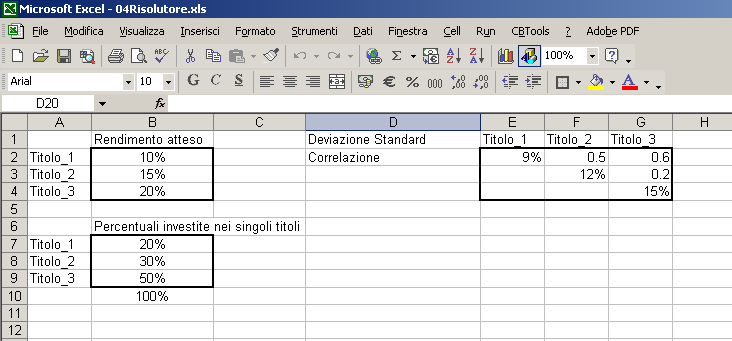 Microsoft Excel - 04Risolutore.xls
File Modifica Visualizza Inserisci Formato Strumenti Dati Finestra Cell Run CBTools ? Adobe PDF
ABC Σ A Z Z A 100% ?
Arial 10 G C S € % 000 ,00 ,0 A
D20 fx
A B C D E F G H
1 Rendimento atteso Deviazione Standard Titolo_1 Titolo_2 Titolo_3
2 Titolo_1 10% Correlazione 9% 0.5 0.6
3 Titolo_2 15% 12% 0.2
4 Titolo_3 20% 15%
5
6 Percentuali investite nei singoli titoli
7 Titolo_1 20%
8 Titolo_2 30%
9 Titolo_3 50%
10 100%
11
12